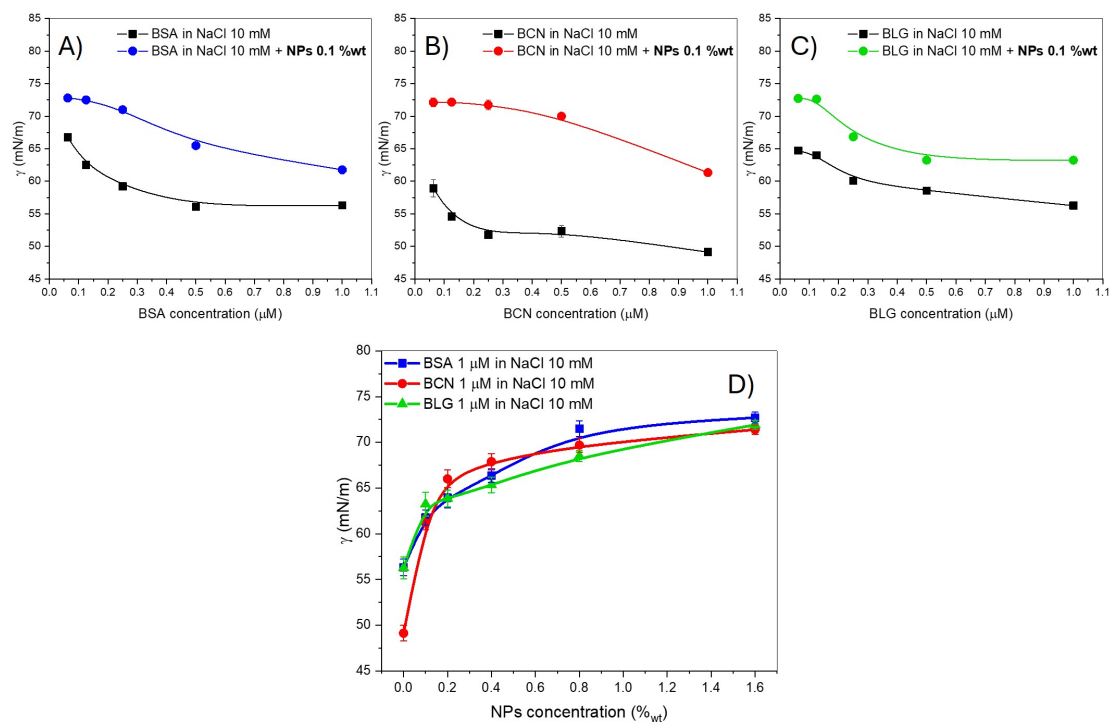 A)
BSA in NaCl 10 mM
BSA in NaCl 10 mM + NPs 0.1 %wt
85
80
75
70
65
60
55
50
45
γ (mN/m)
0.0 0.1 0.2 0.3 0.4 0.5 0.6 0.7 0.8 0.9 1.0 1.1
BSA concentration (μM)
B)
BCN in NaCl 10 mM
BCN in NaCl 10 mM + NPs 0.1 %wt
85
80
75
70
65
60
55
50
45
γ (mN/m)
0.0 0.1 0.2 0.3 0.4 0.5 0.6 0.7 0.8 0.9 1.0 1.1
BCN concentration (μM)
C)
BLG in NaCl 10 mM
BLG in NaCl 10 mM + NPs 0.1 %wt
85
80
75
70
65
60
55
50
45
γ (mN/m)
0.0 0.1 0.2 0.3 0.4 0.5 0.6 0.7 0.8 0.9 1.0 1.1
BLG concentration (μM)
D)
BSA 1 μM in NaCl 10 mM
BCN 1 μM in NaCl 10 mM
BLG 1 μM in NaCl 10 mM
80
75
70
65
60
55
50
45
γ (mN/m)
0.0 0.2 0.4 0.6 0.8 1.0 1.2 1.4 1.6
NPs concentration (%wt)